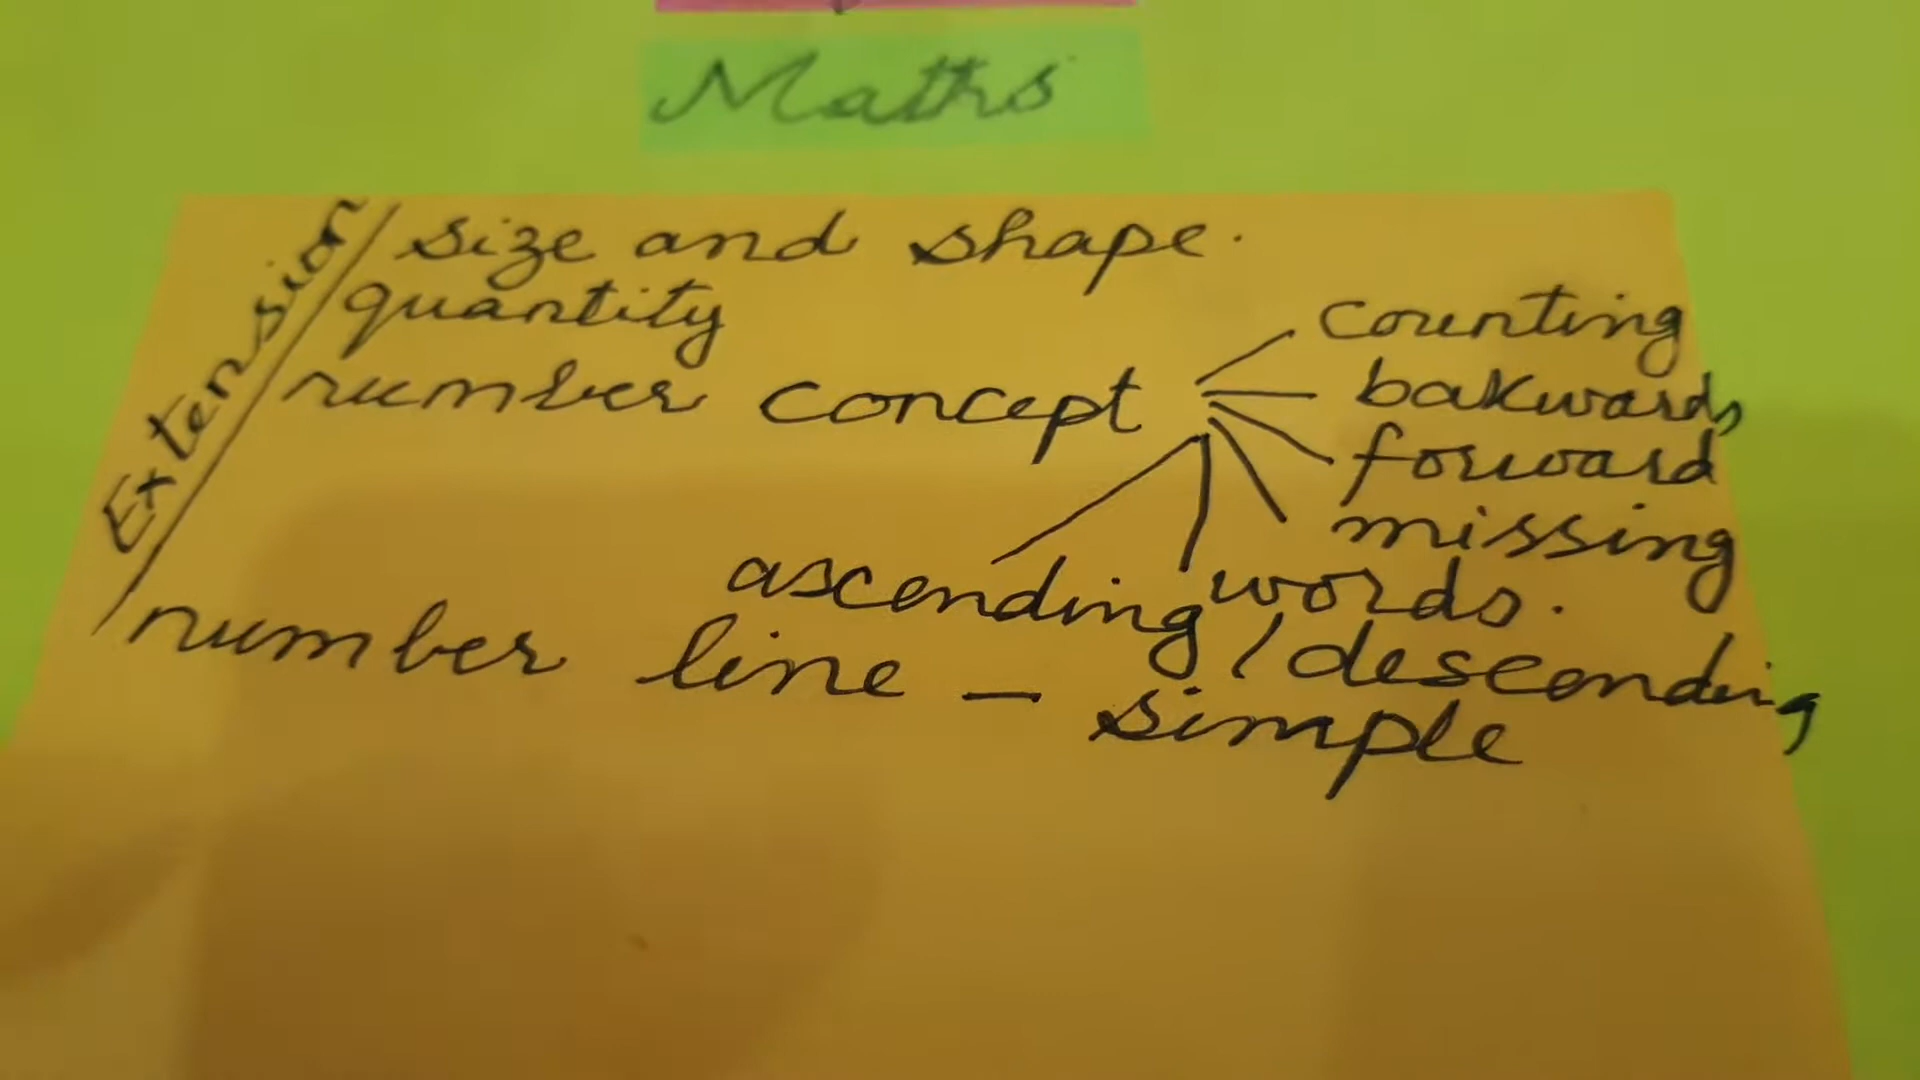 Maths
Extension
size and shape.
quantity
number concept
counting
bakwards
forward
missing
words.
ascending / descending
number line - simple